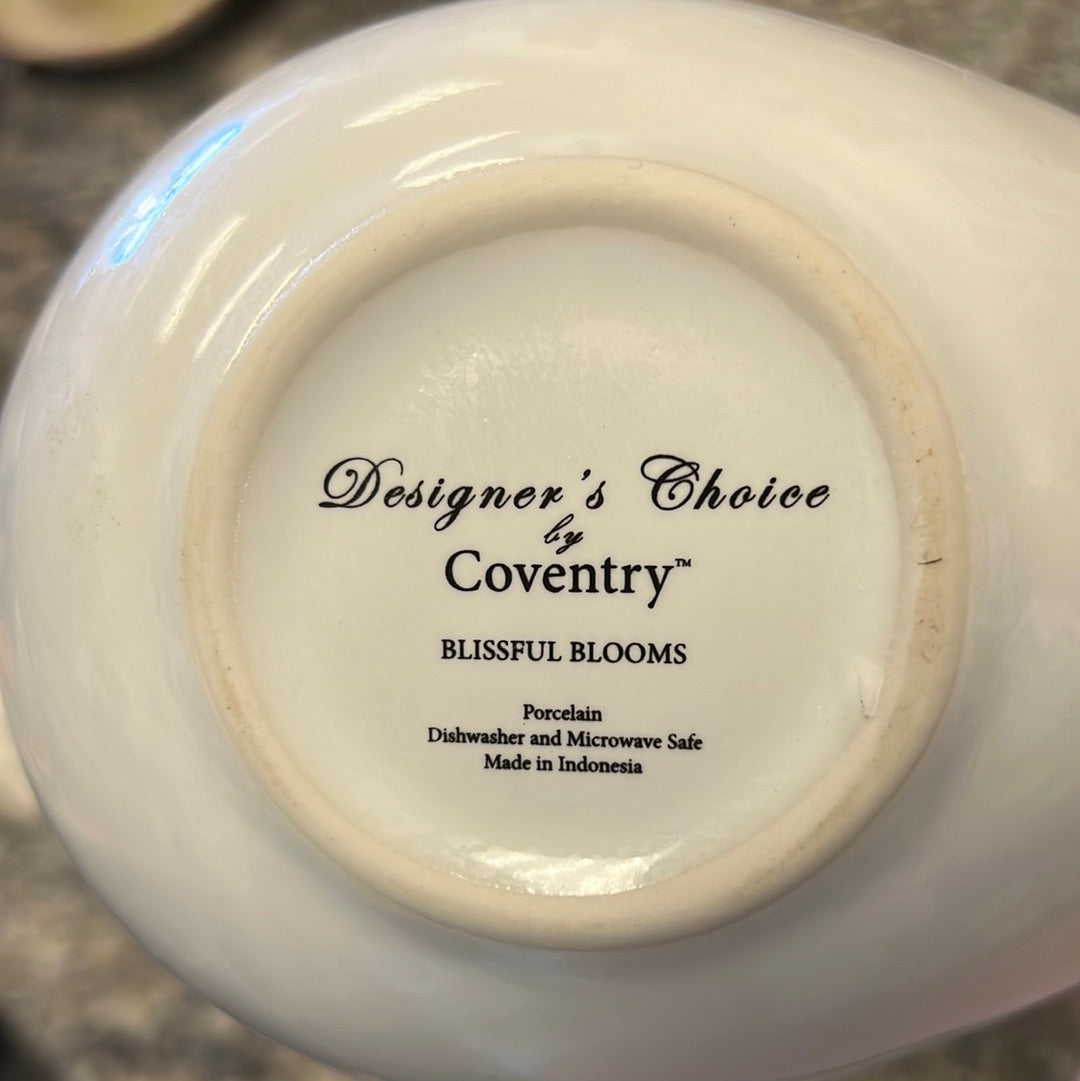 Designer's Choice
by
Coventry™
BLISSFUL BLOOMS
Porcelain
Dishwasher and Microwave Safe
Made in Indonesia